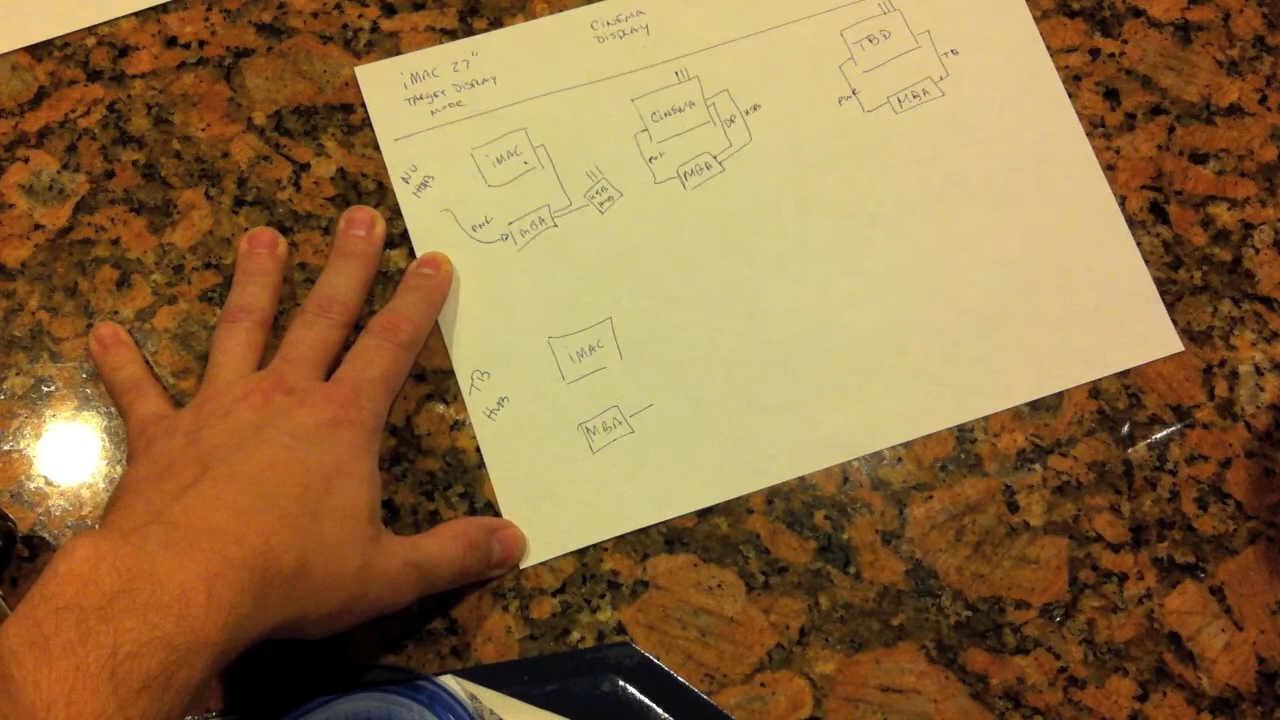 iMAC 27"
TARGET DISPLAY
MODE
CINEMA
DISPLAY
NO
HUB
iMAC
PWR
MBA
USB
HUB
CINEMA
PWR
MBA
DP
USB
TBD
PWR
MBA
TB
TB
HUB
iMAC
MBA